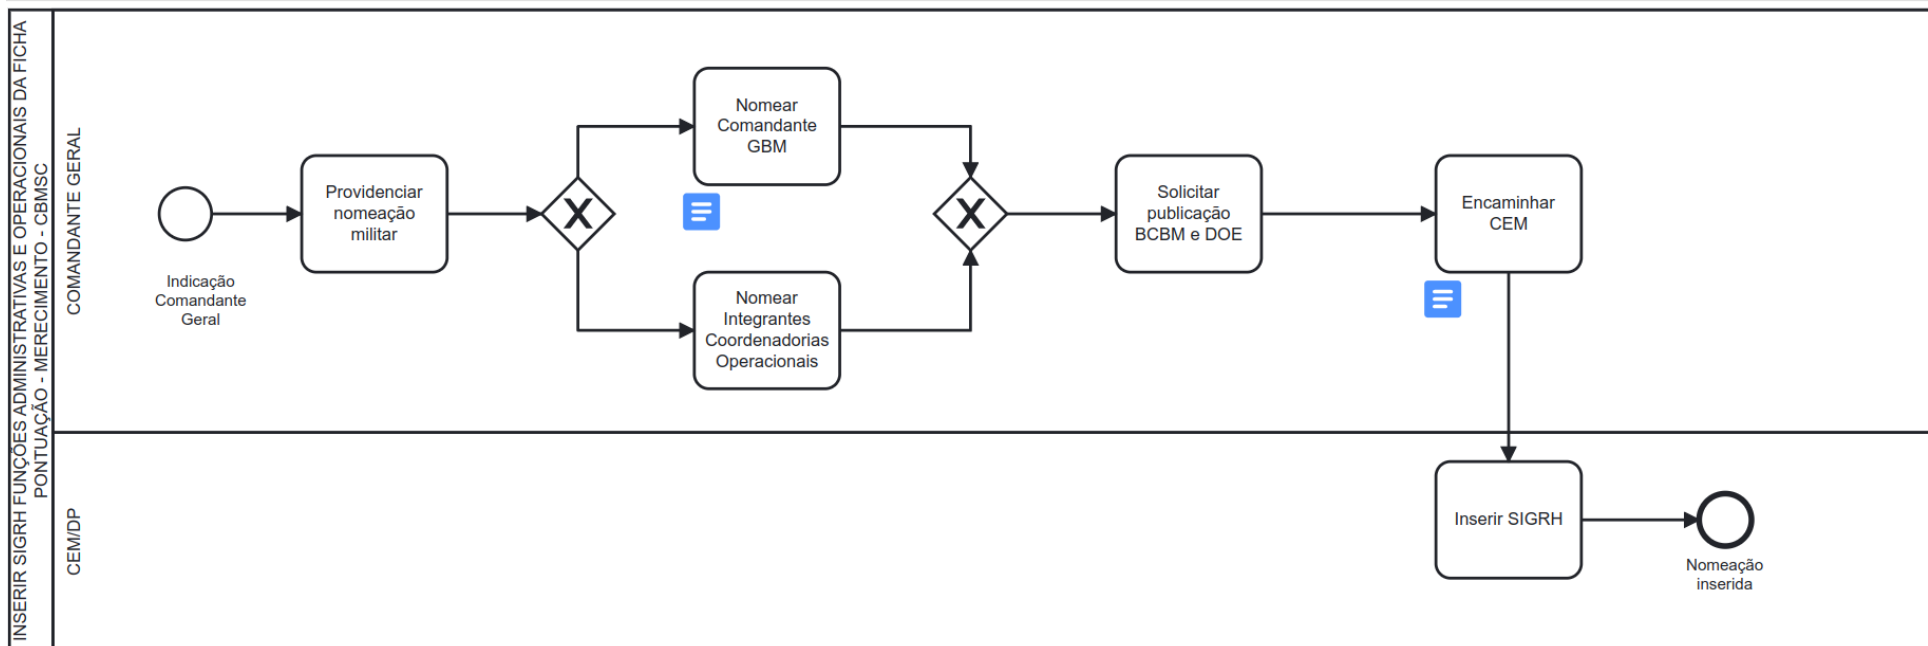 INSERIR SIGRH FUNÇÕES ADMINISTRATIVAS E OPERACIONAIS DA FICHA
PONTUAÇÃO - MERECIMENTO - CBMSC
COMANDANTE GERAL
Indicação
Comandante
Geral
Providenciar
nomeação
militar
X
Nomear
Comandante
GBM
Nomear
Integrantes
Coordenadorias
Operacionais
X
Solicitar
publicação
BCBM e DOE
Encaminhar
CEM
CEM/DP
Inserir SIGRH
Nomeação
inserida